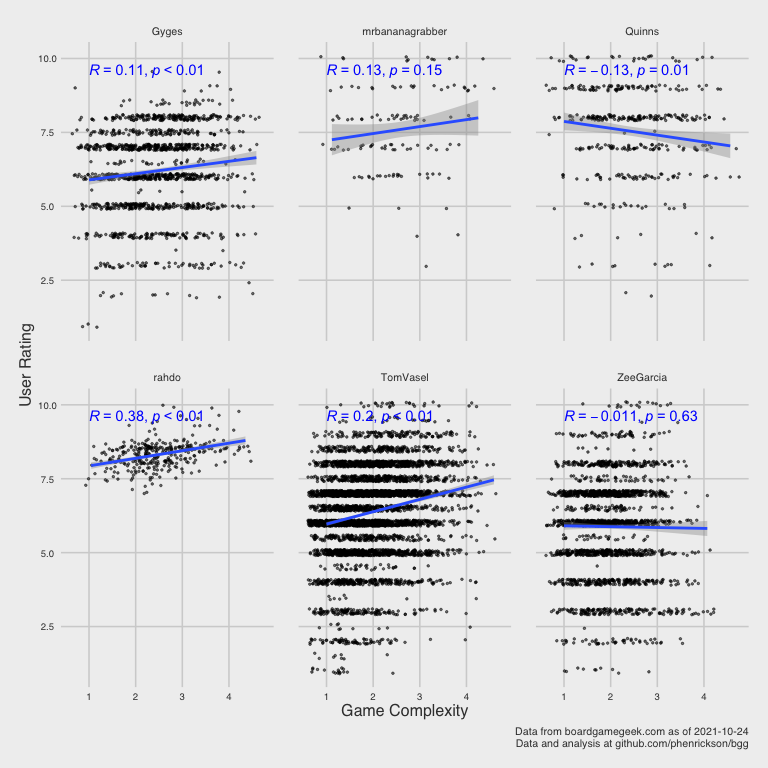 Gyges mrbananagrabber Quinns
10.0
R = 0.11, p < 0.01 R = 0.13, p = 0.15 R = −0.13, p = 0.01
7.5
5.0
2.5
User Rating
rahdo TomVasel ZeeGarcia
10.0
R = 0.38, p < 0.01 R = 0.2, p < 0.01 R = −0.011, p = 0.63
7.5
5.0
2.5
1 2 3 4 1 2 3 4 1 2 3 4
Game Complexity
Data from boardgamegeek.com as of 2021-10-24
Data and analysis at github.com/phenrickson/bgg